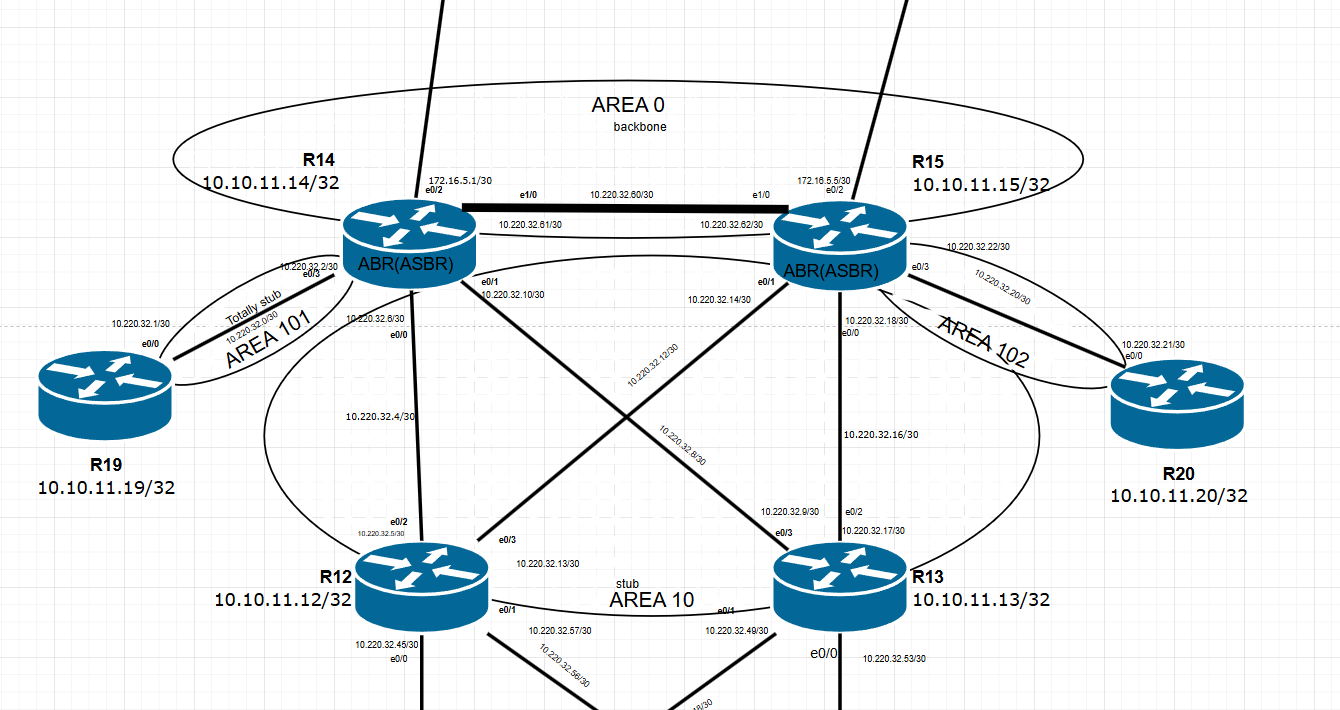 AREA 0
backbone
R14
10.10.11.14/32
R15
10.10.11.15/32
172.16.5.1/30
e0/2
e1/0
10.220.32.60/30
e1/0
172.16.5.5/30
e0/2
10.220.32.61/30
10.220.32.62/30
ABR(ASBR)
ABR(ASBR)
10.220.32.22/30
e0/3
10.220.32.20/30
10.220.32.2/30
e0/3
e0/1
10.220.32.10/30
e0/1
10.220.32.14/30
Totally stub
10.220.32.0/30
AREA 101
10.220.32.1/30
e0/0
10.220.32.6/30
e0/0
10.220.32.18/30
e0/0
AREA 102
10.220.32.21/30
e0/0
10.220.32.12/30
10.220.32.4/30
10.220.32.8/30
10.220.32.16/30
R19
10.10.11.19/32
R20
10.10.11.20/32
e0/2
10.220.32.5/30
e0/3
10.220.32.13/30
10.220.32.9/30
e0/3
e0/2
10.220.32.17/30
R12
10.10.11.12/32
stub
AREA 10
R13
10.10.11.13/32
e0/1
e0/1
10.220.32.57/30
10.220.32.49/30
10.220.32.45/30
e0/0
10.220.32.56/30
e0/0
10.220.32.53/30